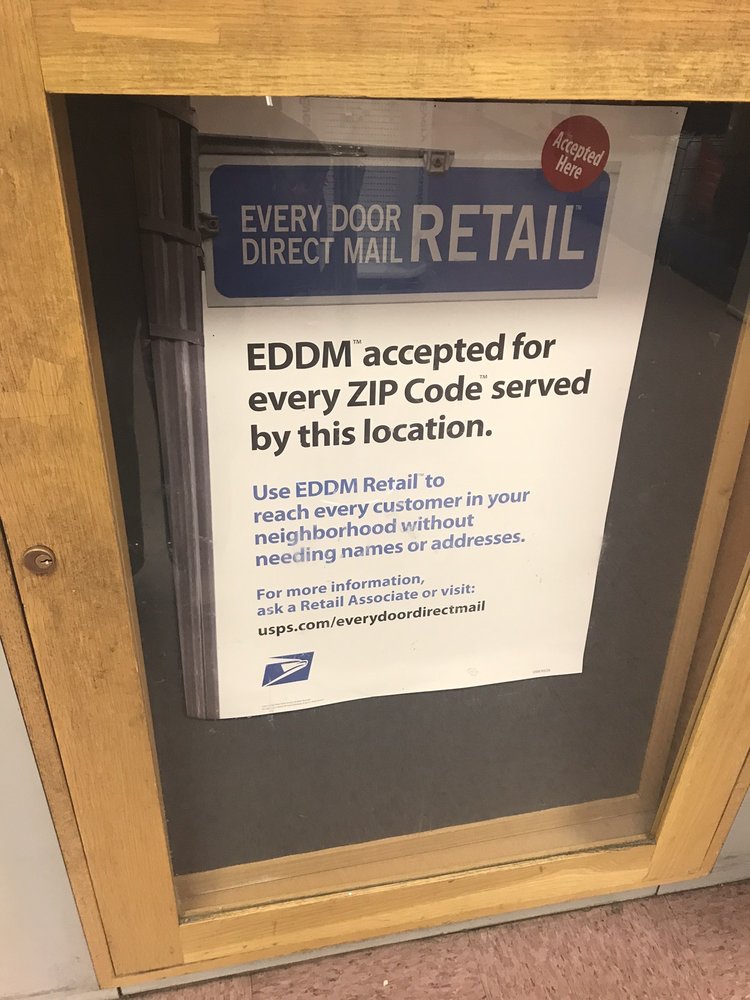 Accepted
Here
EVERY DOOR
DIRECT MAIL RETAIL™
EDDM™ accepted for
every ZIP Code™ served
by this location.
Use EDDM Retail™ to
reach every customer in your
neighborhood without
needing names or addresses.
For more information,
ask a Retail Associate or visit:
usps.com/everydoordirectmail